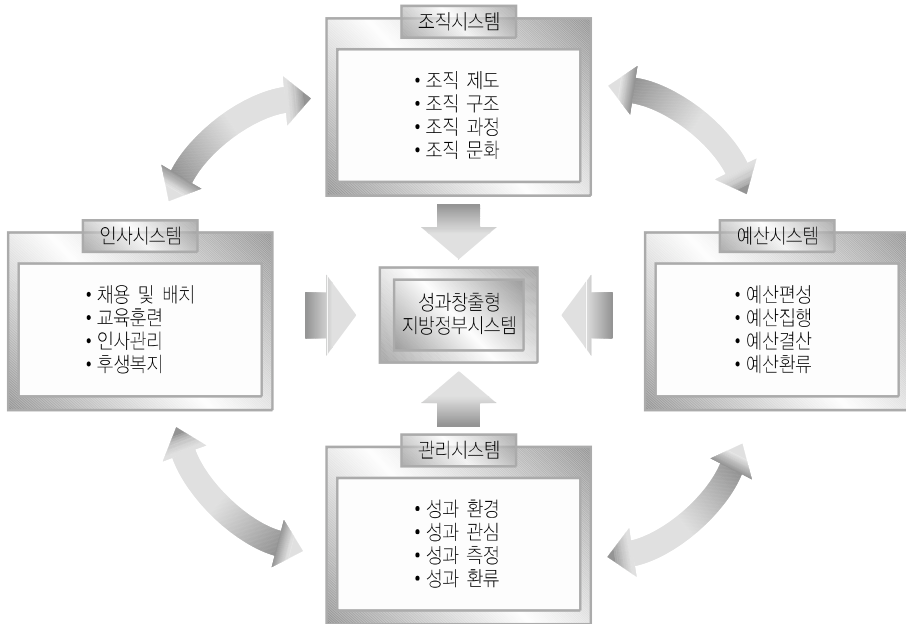 조직시스템
• 조직 제도
• 조직 구조
• 조직 과정
• 조직 문화
인사시스템
• 채용 및 배치
• 교육훈련
• 인사관리
• 후생복지
성과창출형
지방정부시스템
예산시스템
• 예산편성
• 예산집행
• 예산결산
• 예산환류
관리시스템
• 성과 환경
• 성과 관심
• 성과 측정
• 성과 환류